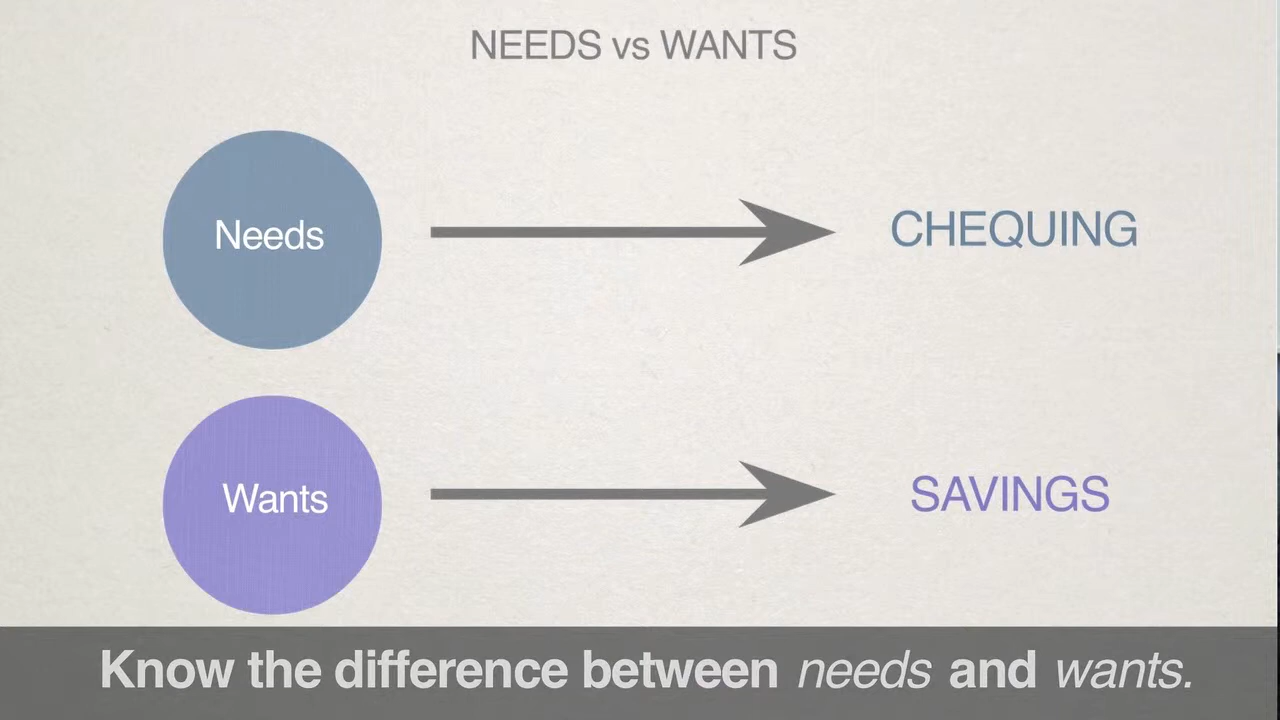 NEEDS vs WANTS
Needs
CHEQUING
Wants
SAVINGS
Know the difference between needs and wants.